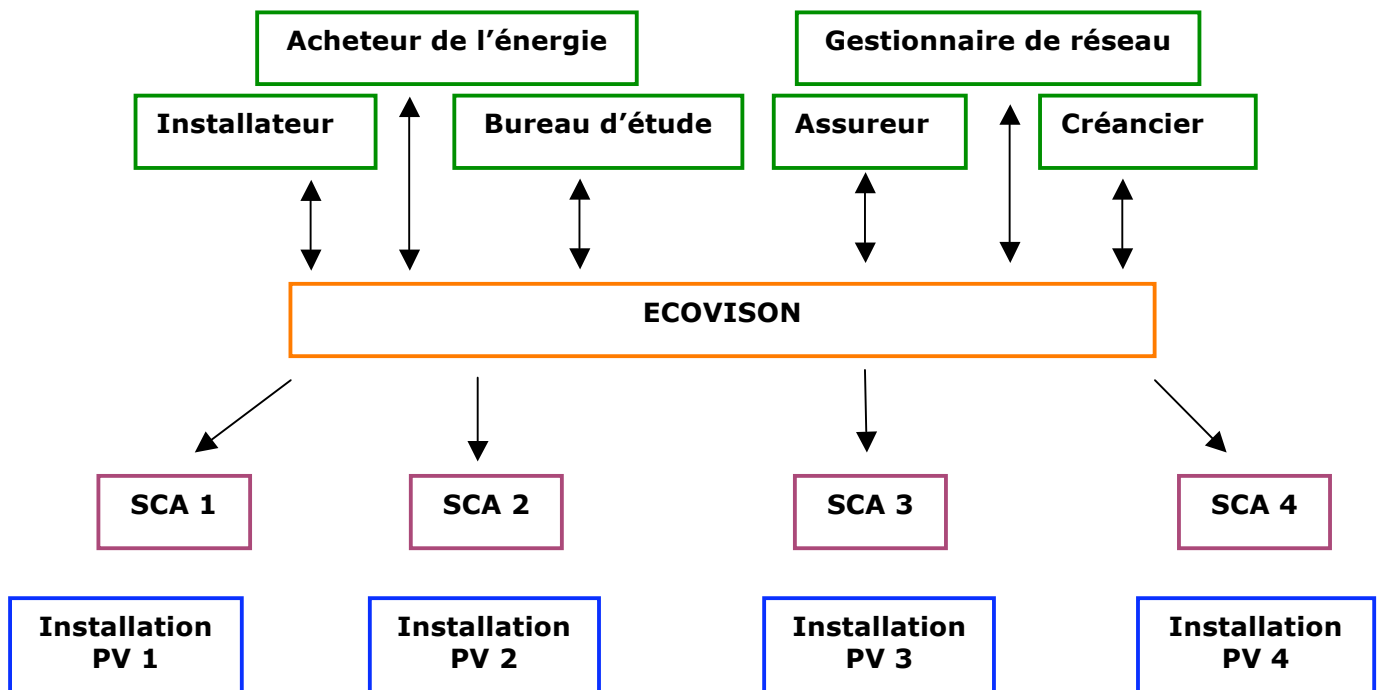 Acheteur de l’énergie
Gestionnaire de réseau
Installateur
Bureau d’étude
Assureur
Créancier
ECOVISON
SCA 1
SCA 2
SCA 3
SCA 4
Installation
PV 1
Installation
PV 2
Installation
PV 3
Installation
PV 4